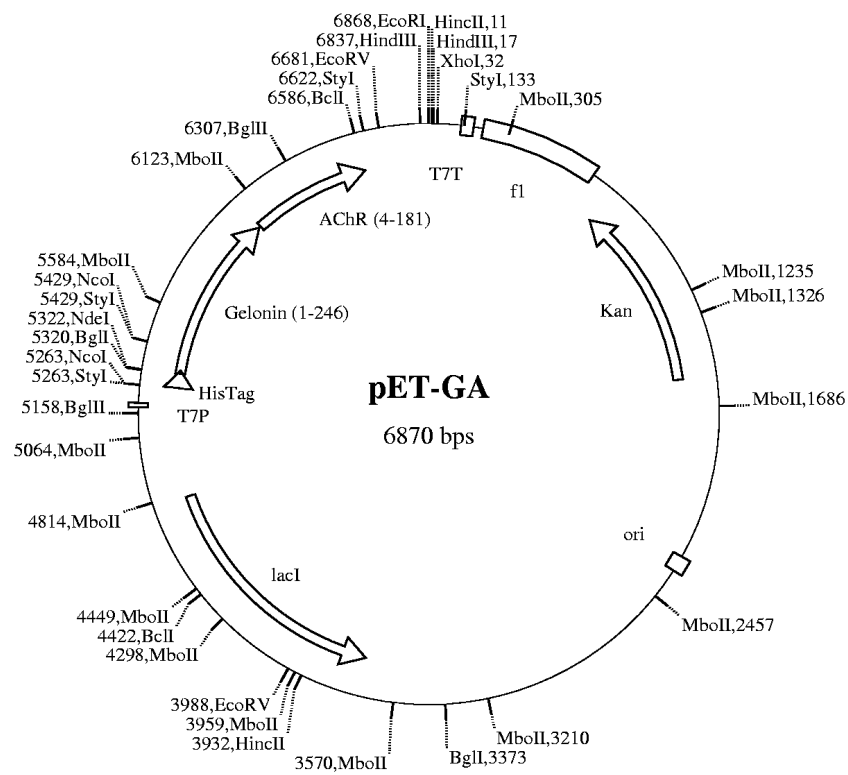 6868,EcoRI
HincII,11
6837,HindIII
HindIII,17
6681,EcoRV
XhoI,32
6622,StyI
StyI,133
6586,BclI
MboII,305
6307,BglII
6123,MboII
T7T
f1
AChR (4-181)
5584,MboII
5429,NcoI
5429,StyI
5322,NdeI
5320,BglI
5263,NcoI
5263,StyI
5158,BglII
5064,MboII
MboII,1235
MboII,1326
Gelonin (1-246)
Kan
HisTag
T7P
pET-GA
6870 bps
MboII,1686
4814,MboII
ori
lacI
4449,MboII
4422,BclI
4298,MboII
MboII,2457
3988,EcoRV
3959,MboII
3932,HincII
3570,MboII
MboII,3210
BglI,3373